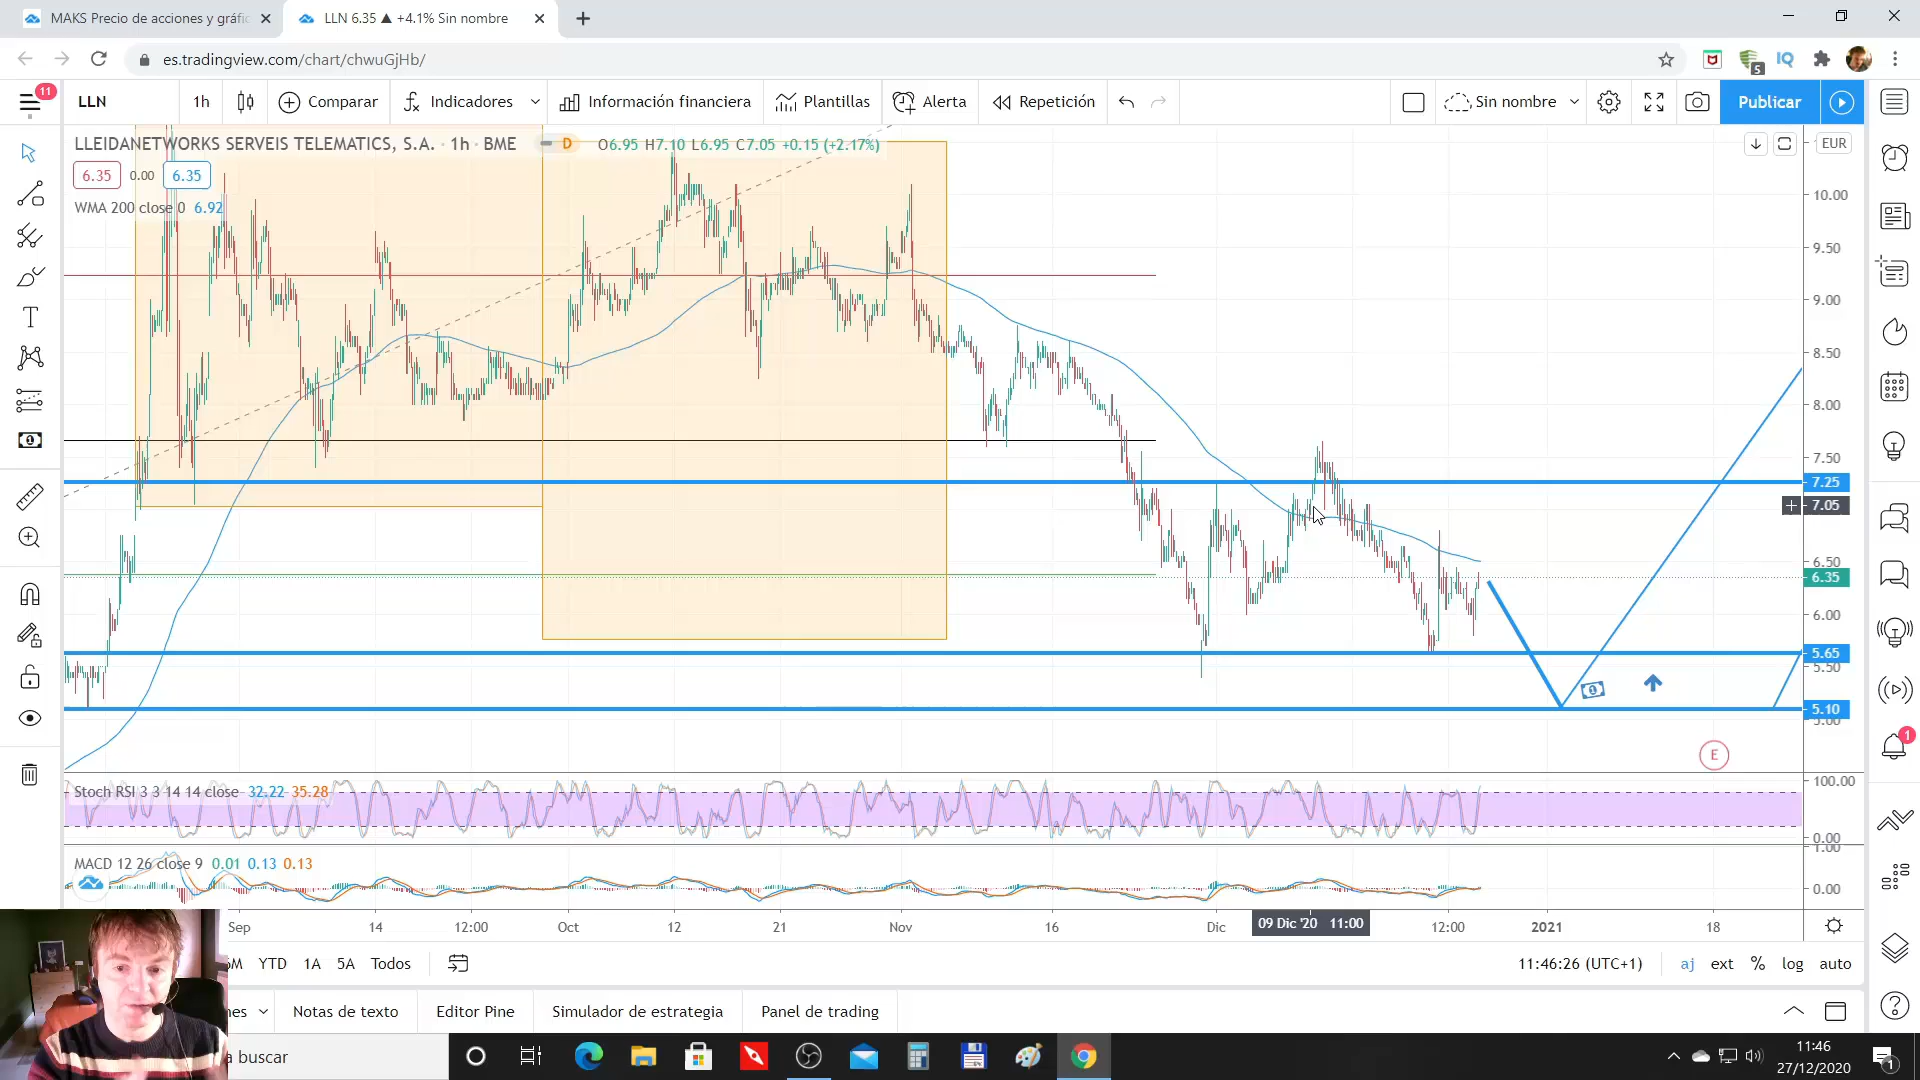 MAKS Precio de acciones y gráfic
LLN 6.35 ▲ +4.1% Sin nombre
es.tradingview.com/chart/chwuGjHb/
5
IQ
11
LLN
1h
Comparar
Indicadores
Información financiera
Plantillas
Alerta
Repetición
Sin nombre
Publicar
LLEIDANETWORKS SERVEIS TELEMATICS, S.A. · 1h · BME
D
O6.95 H7.10 L6.95 C7.05 +0.15 (+2.17%)
EUR
6.35
0.00
6.35
WMA 200 close 0 6.92
10.00
9.50
9.00
8.50
8.00
7.50
7.25
7.05
6.50
6.35
6.00
5.65
5.50
5.10
5.00
E
1
Stoch RSI 3 3 14 14 close 32.22 35.28
100.00
0.00
MACD 12 26 close 9 0.01 0.13 0.13
1.00
0.00
Sep
14
12:00
Oct
12
21
Nov
16
Dic
09 Dic '20 11:00
12:00
2021
18
6M
YTD
1A
5A
Todos
11:46:26 (UTC+1)
aj
ext
%
log
auto
nes
Notas de texto
Editor Pine
Simulador de estrategia
Panel de trading
a buscar
11:46
27/12/2020
1